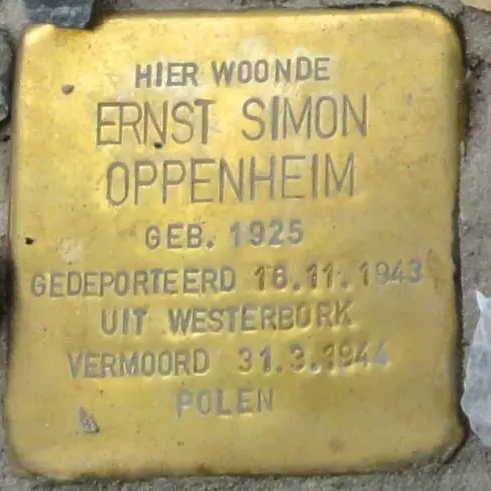 HIER WOONDE
ERNST SIMON
OPPENHEIM
GEB. 1925
GEDEPORTEERD 16.11.1943
UIT WESTERBORK
VERMOORD 31.3.1944
POLEN